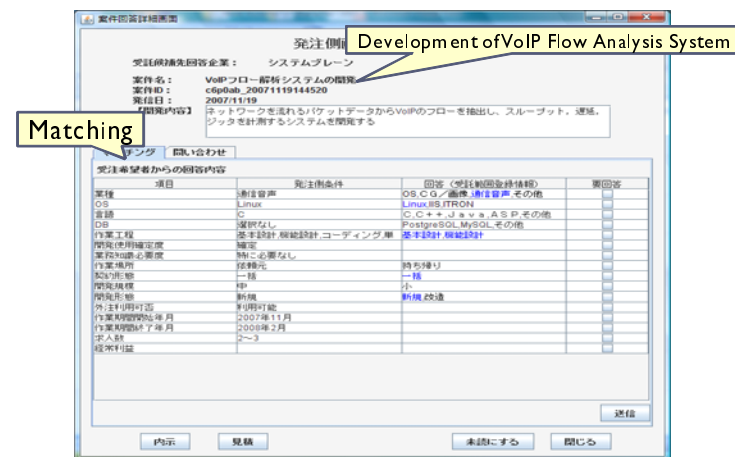 案件回答詳細画面
発注側
Development of VoIP Flow Analysis System
受託候補先回答企業： システムブレーン
案件名： VoIPフロー解析システムの開発
案件ID： c6p0ab_20071119144520
発信日： 2007/11/19
【開発内容】 ネットワークを流れるパケットデータからVoIPのフローを抽出し、スループット，遅延，
ジッタを計測するシステムを開発する
Matching
マッチング 問い合わせ
受注希望者からの回答内容
項目 発注側条件 回答（受託範囲登録情報） 要回答
業種 通信音声 OS,ＣＧ／画像,通信音声,その他
OS Linux Linux,IIS,ITRON
言語 C Ｃ,Ｃ＋＋,Ｊａｖａ,ＡＳＰ,その他
DB 選択なし PostgreSQL,MySQL,その他
作業工程 基本設計,機能設計,コーディング,単 基本設計,機能設計
開発使用確定度 確定
業務知識必要度 特に必要なし
作業場所 依頼元 持ち帰り
契約形態 一括 一括
開発規模 中 小
開発形態 新規 新規,改造
外注利用可否 利用可能
作業期間開始年月 2007年11月
作業期間終了年月 2008年2月
求人数 2～3
経常利益
送信
内示 見積 未読にする 閉じる